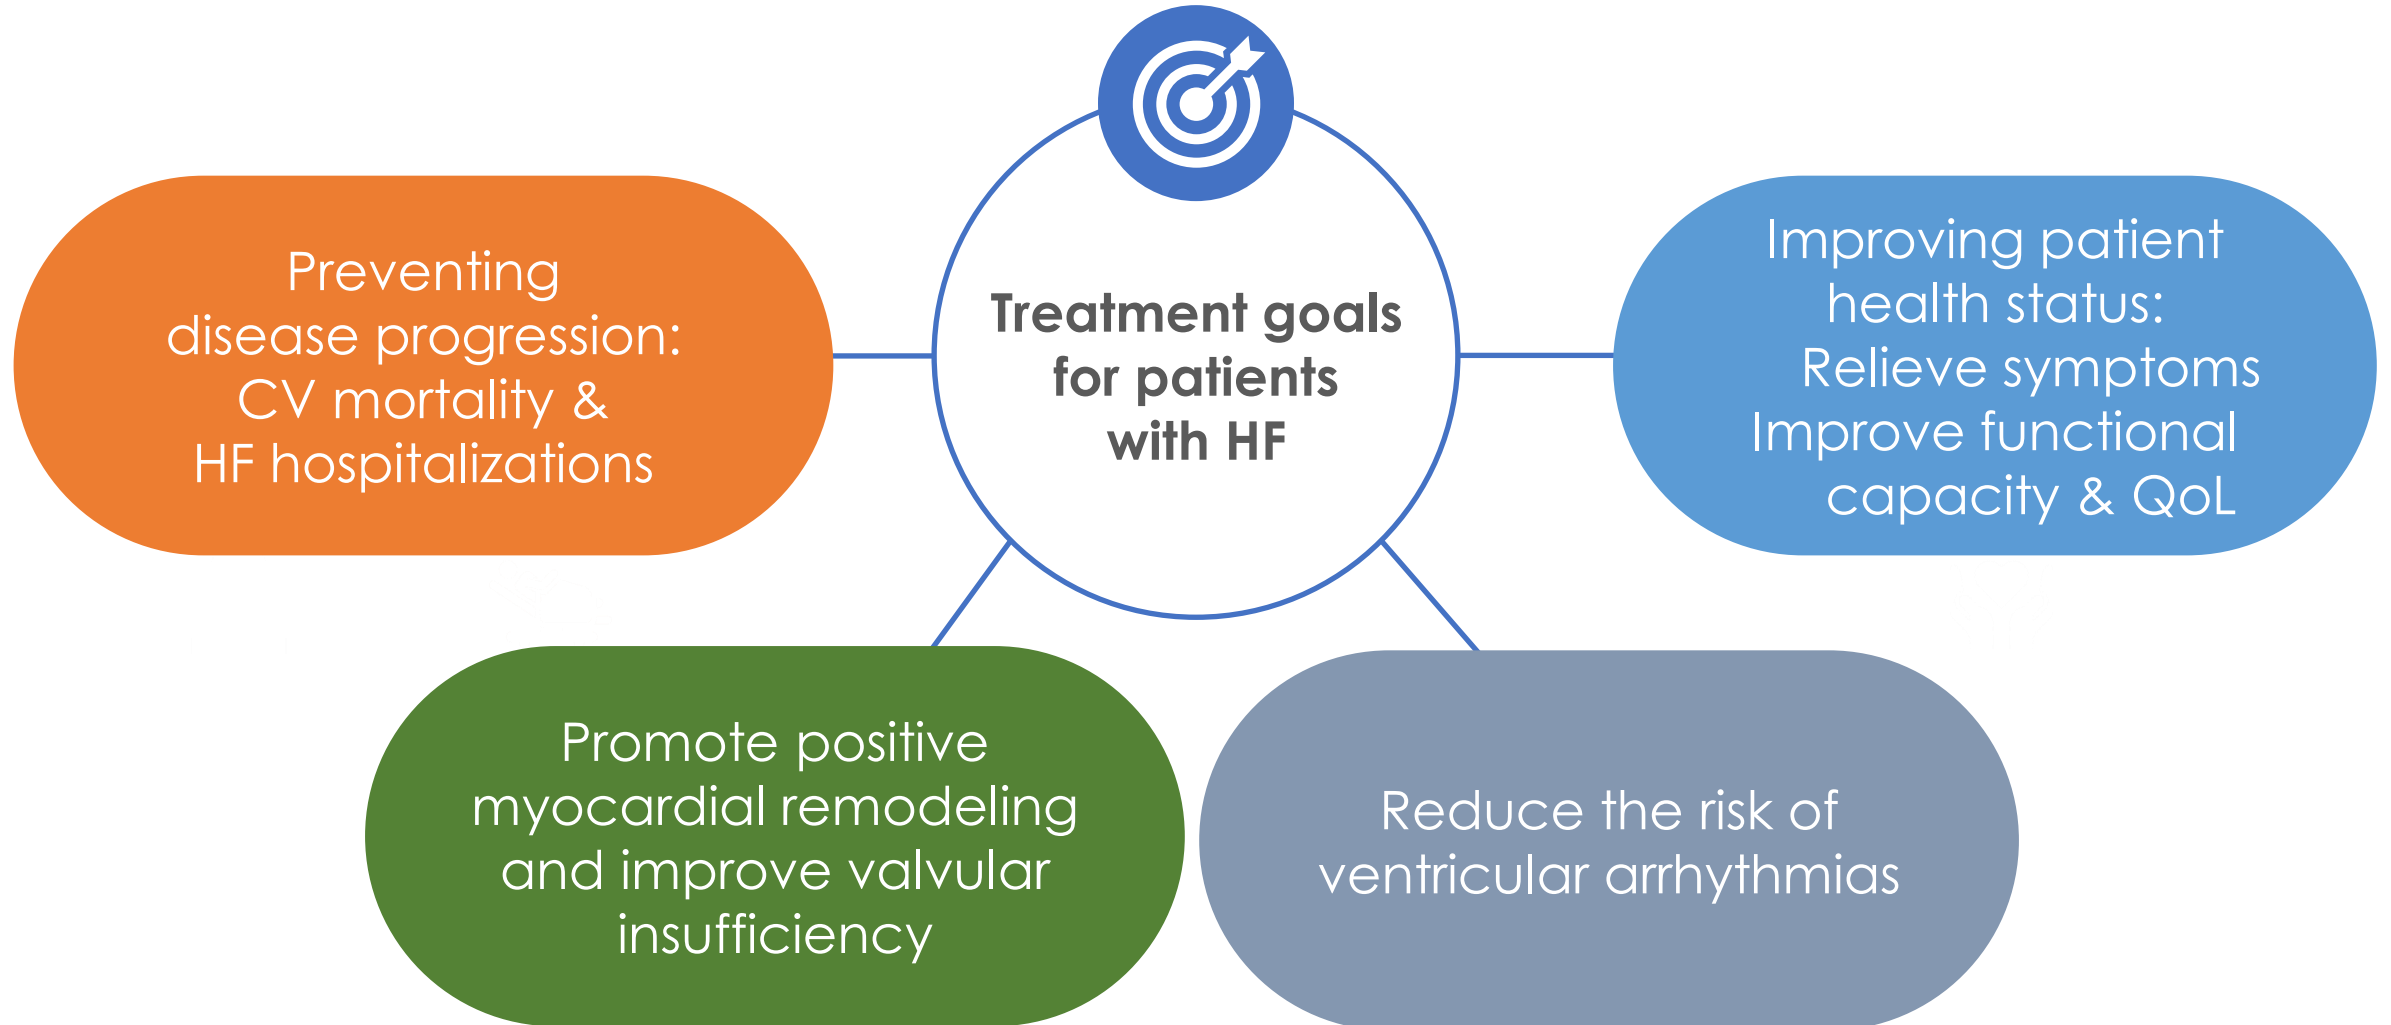 Treatment goals
for patients
with HF
Preventing
disease progression:
CV mortality &
HF hospitalizations
Improving patient
health status:
Relieve symptoms
Improve functional
capacity & QoL
Promote positive
myocardial remodeling
and improve valvular
insufficiency
Reduce the risk of
ventricular arrhythmias